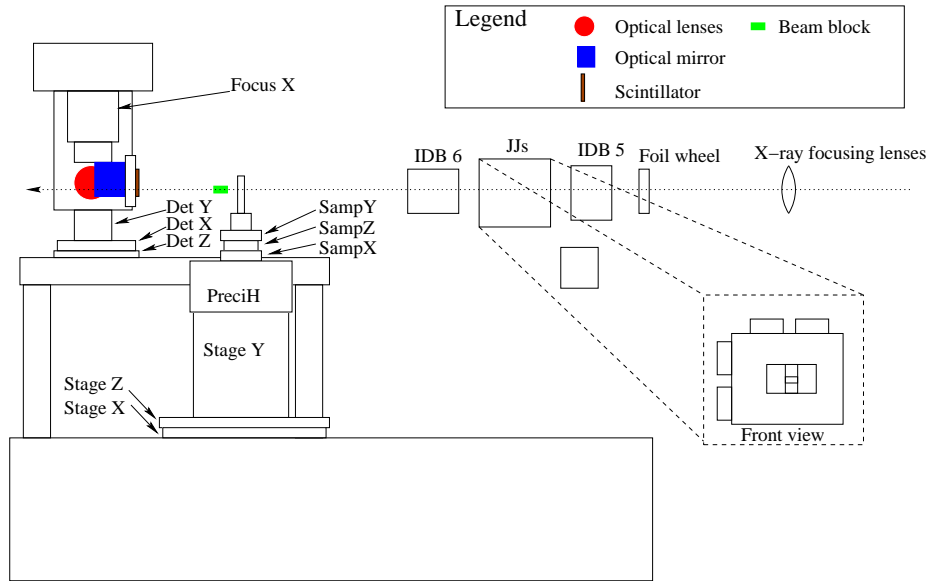 Legend
Optical lenses
Beam block
Optical mirror
Scintillator
Focus X
IDB 6
JJs
IDB 5
Foil wheel
X-ray focusing lenses
Det Y
Det X
Det Z
SampY
SampZ
SampX
PreciH
Stage Y
Stage Z
Stage X
Front view